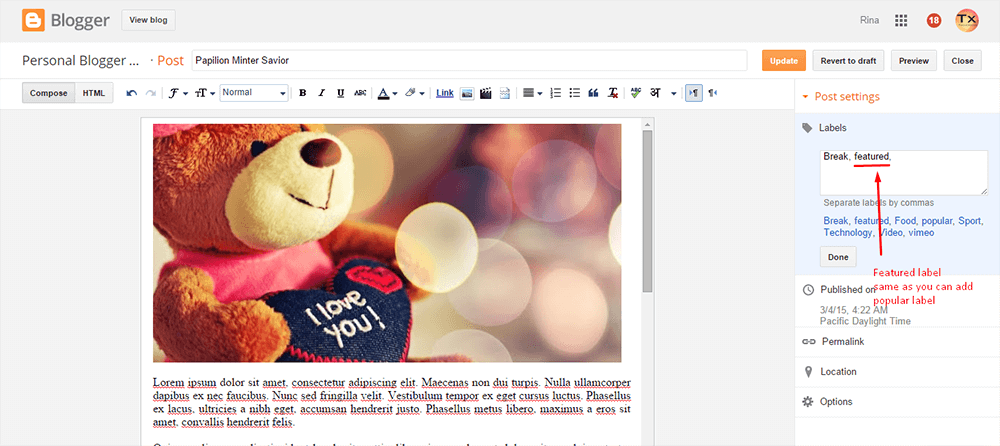 Blogger
View blog
Rina
18
TX
Personal Blogger ... · Post
Papilion Minter Savior
Update
Revert to draft
Preview
Close
Compose
HTML
Normal
B I U ABC
A
Link
Post settings
Labels
Break, featured,
Separate labels by commas
Break, featured, Food, popular, Sport,
Technology, Video, vimeo
Done
Featured label
same as you can add
popular label
Published on
3/4/15, 4:22 AM
Pacific Daylight Time
Permalink
Location
Options
I love
you!
Lorem ipsum dolor sit amet, consectetur adipiscing elit. Maecenas non dui turpis. Nulla ullamcorper
dapibus ex nec faucibus. Nunc sed fringilla velit. Vestibulum tempor ex eget cursus luctus. Phasellus
ex lacus, ultricies a nibh eget, accumsan hendrerit justo. Phasellus metus libero, maximus a eros sit
amet, convallis hendrerit felis.